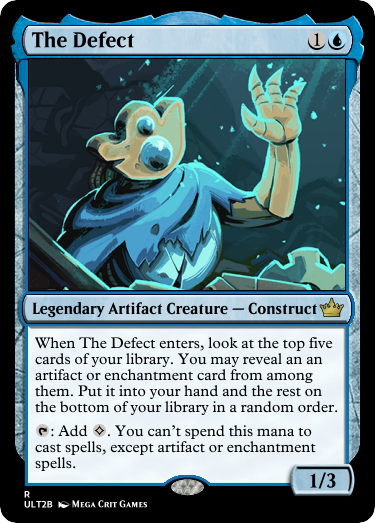 The Defect 1
Legendary Artifact Creature — Construct
When The Defect enters, look at the top five
cards of your library. You may reveal an an
artifact or enchantment card from among
them. Put it into your hand and the rest on
the bottom of your library in a random order.
: Add . You can't spend this mana to
cast spells, except artifact or enchantment
spells.
1/3
R
ULT2B Mega Crit Games